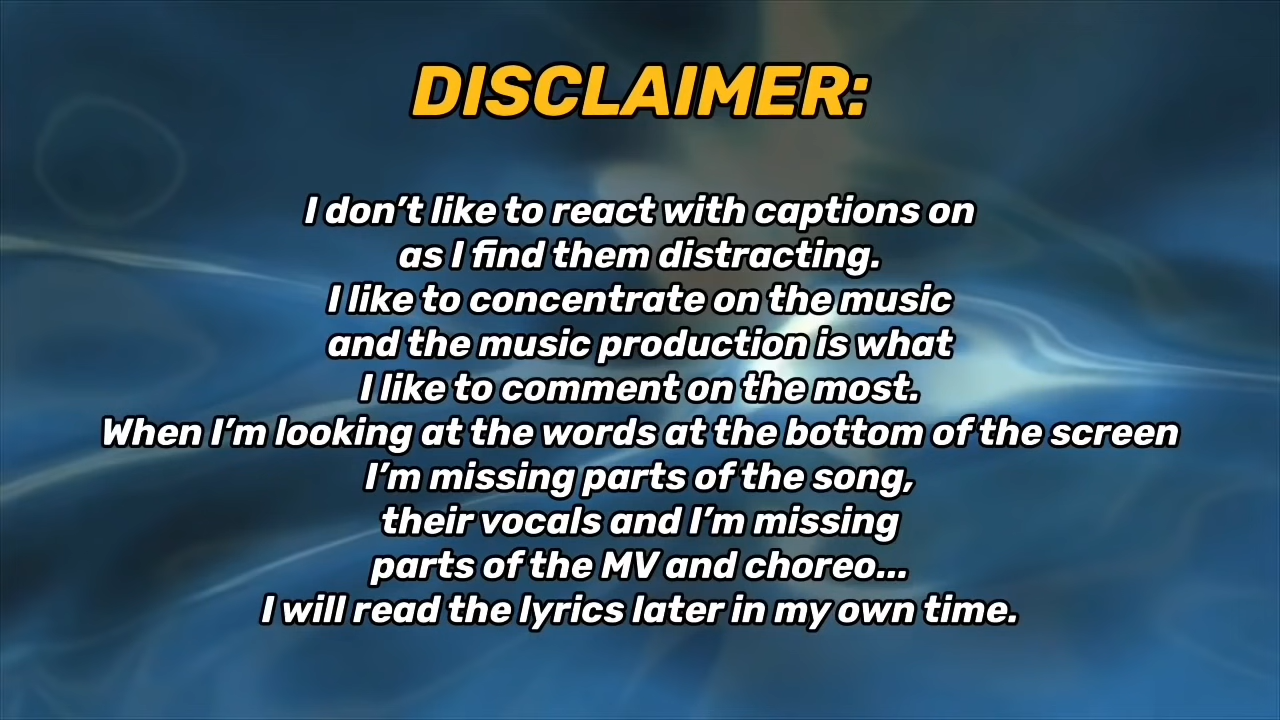 DISCLAIMER:
I don’t like to react with captions on
as I find them distracting.
I like to concentrate on the music
and the music production is what
I like to comment on the most.
When I’m looking at the words at the bottom of the screen
I’m missing parts of the song,
their vocals and I’m missing
parts of the MV and choreo...
I will read the lyrics later in my own time.